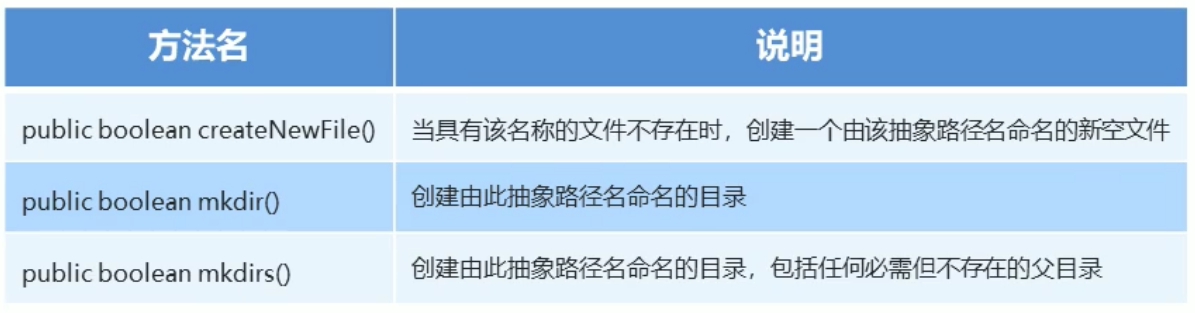 方法名 说明
public boolean createNewFile() 当具有该名称的文件不存在时，创建一个由该抽象路径名命名的新空文件
public boolean mkdir() 创建由此抽象路径名命名的目录
public boolean mkdirs() 创建由此抽象路径名命名的目录，包括任何必需但不存在的父目录